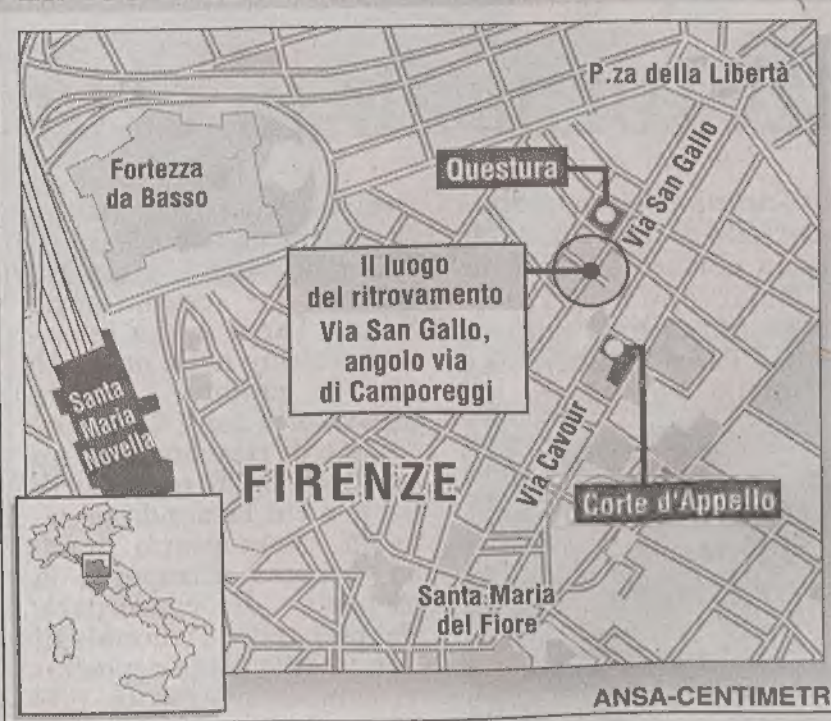 P.za della Libertà
Fortezza
da Basso
Questura
Via San Gallo
Il luogo
del ritrovamento
Via San Gallo,
angolo via
di Camporeggi
Santa
Maria
Novella
FIRENZE
Via Cavour
Corte d'Appello
Santa Maria
del Fiore
ANSA-CENTIMETR